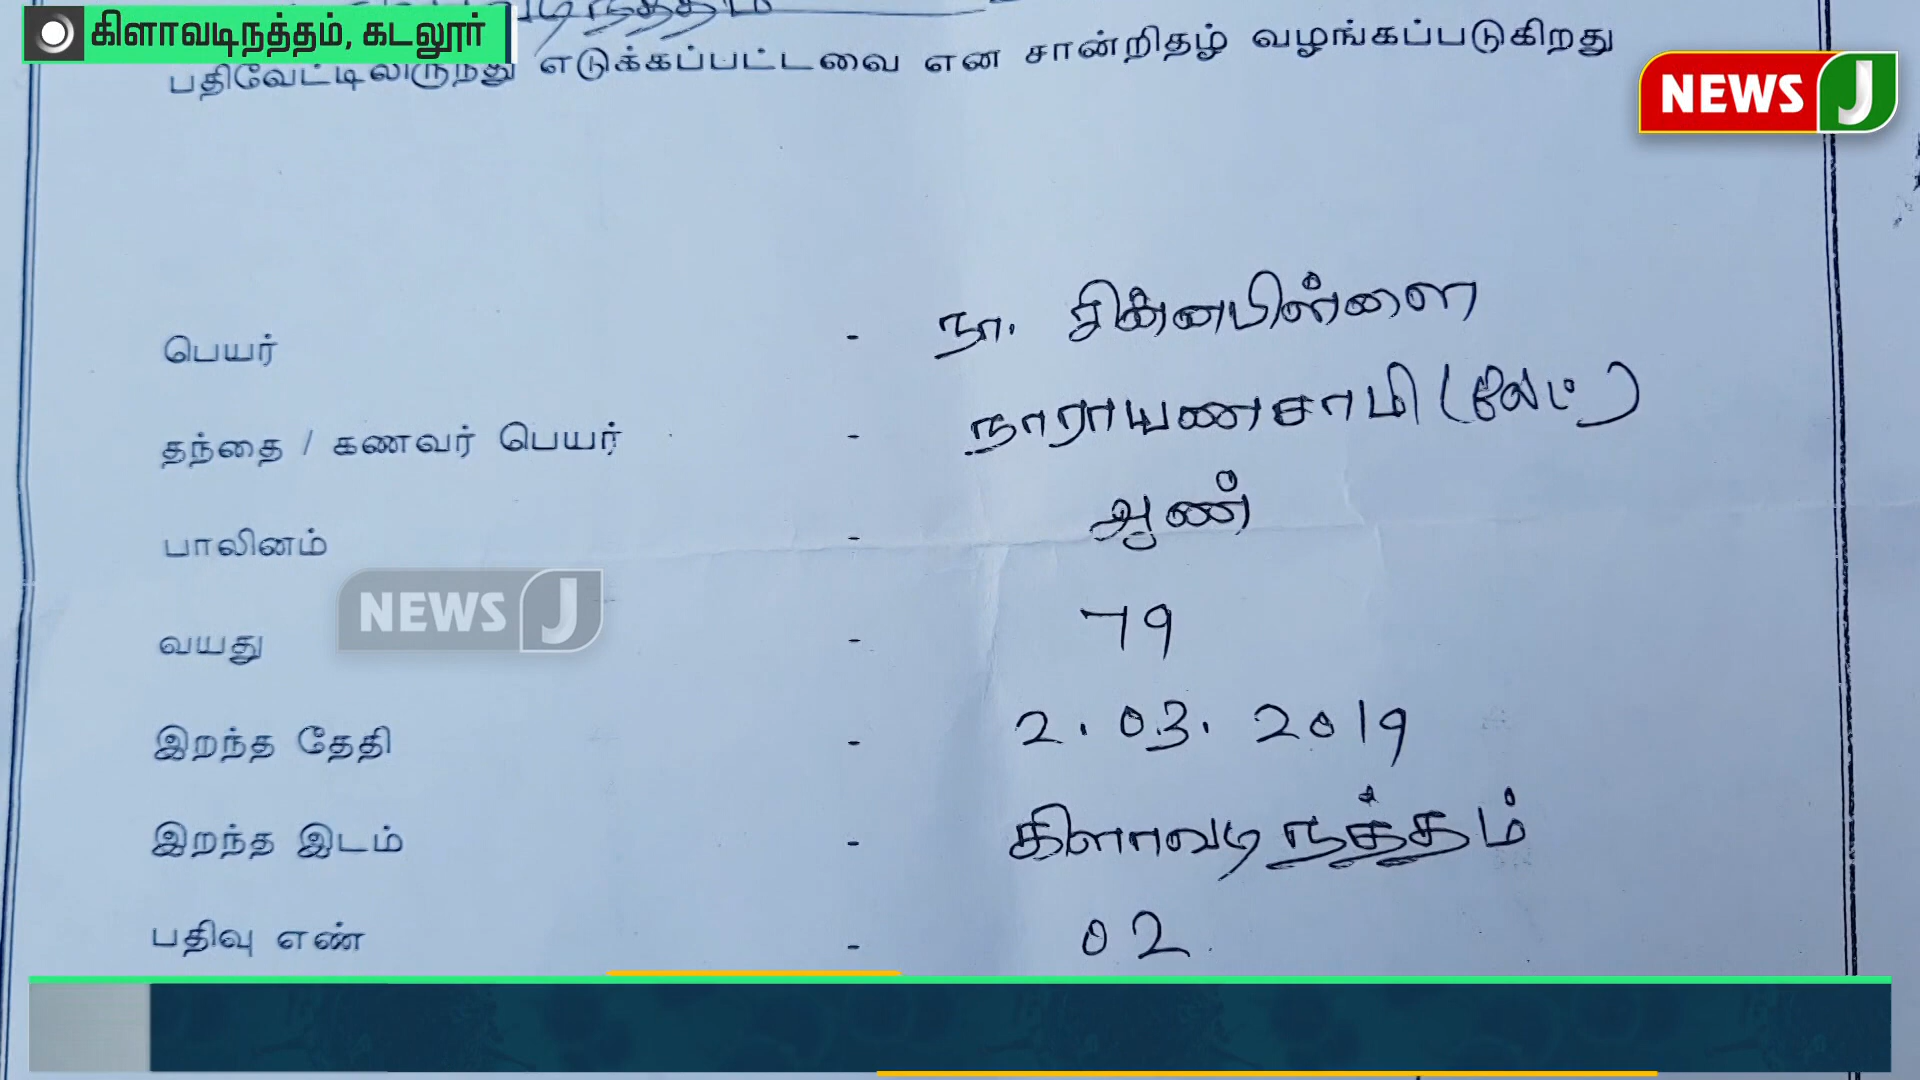 கிளாவடிநத்தம், கடலூர்
பதிவேட்டிலிருந்து எடுக்கப்பட்டவை என சான்றிதழ் வழங்கப்படுகிறது
NEWS J
பெயர் - நா. சின்னபிள்ளை
தந்தை / கணவர் பெயர் - நாராயணசாமி (லேட்)
பாலினம் - ஆண்
NEWS J
வயது - 79
இறந்த தேதி - 2.03.2019
இறந்த இடம் - கிளாவடிநத்தம்
பதிவு எண் - 02